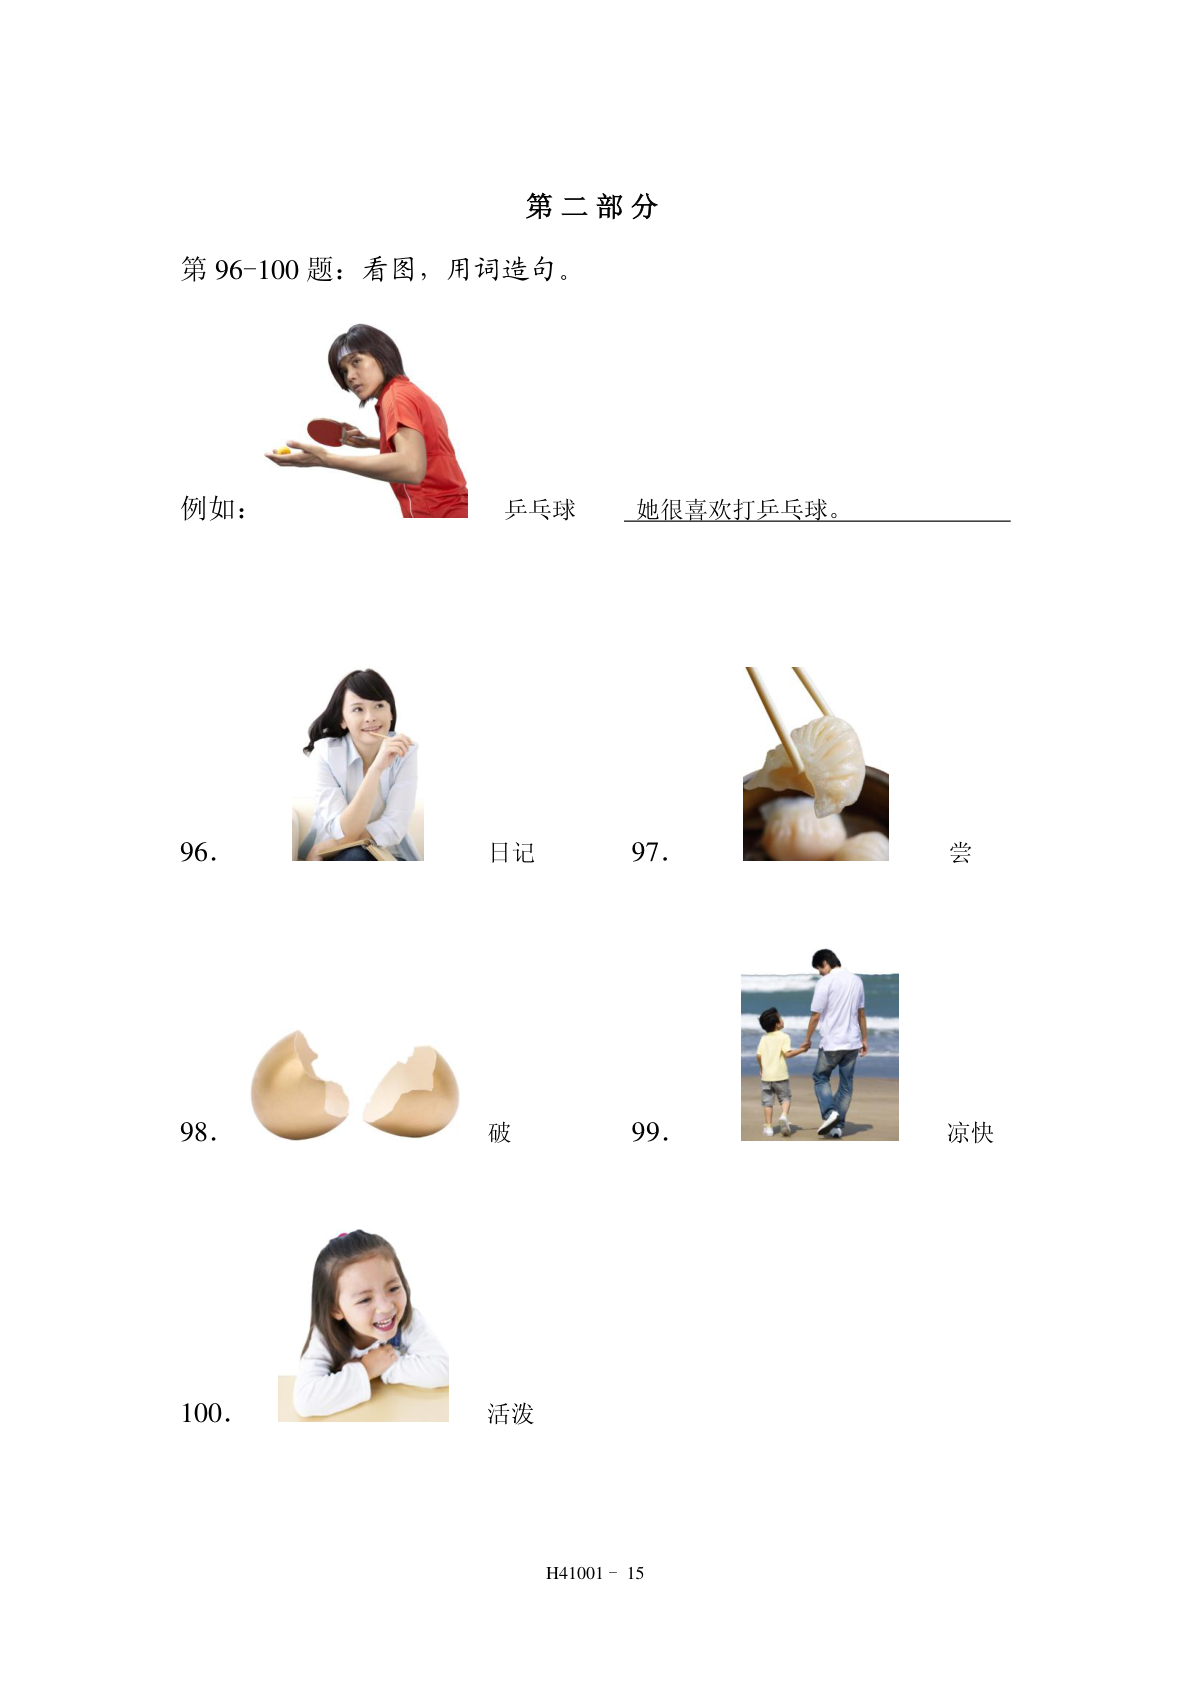 第二部分
第 96-100 题：看图，用词造句。
例如： 乒乓球 她很喜欢打乒乓球。
96. 日记 97. 尝
98. 破 99. 凉快
100. 活泼
H41001 - 15